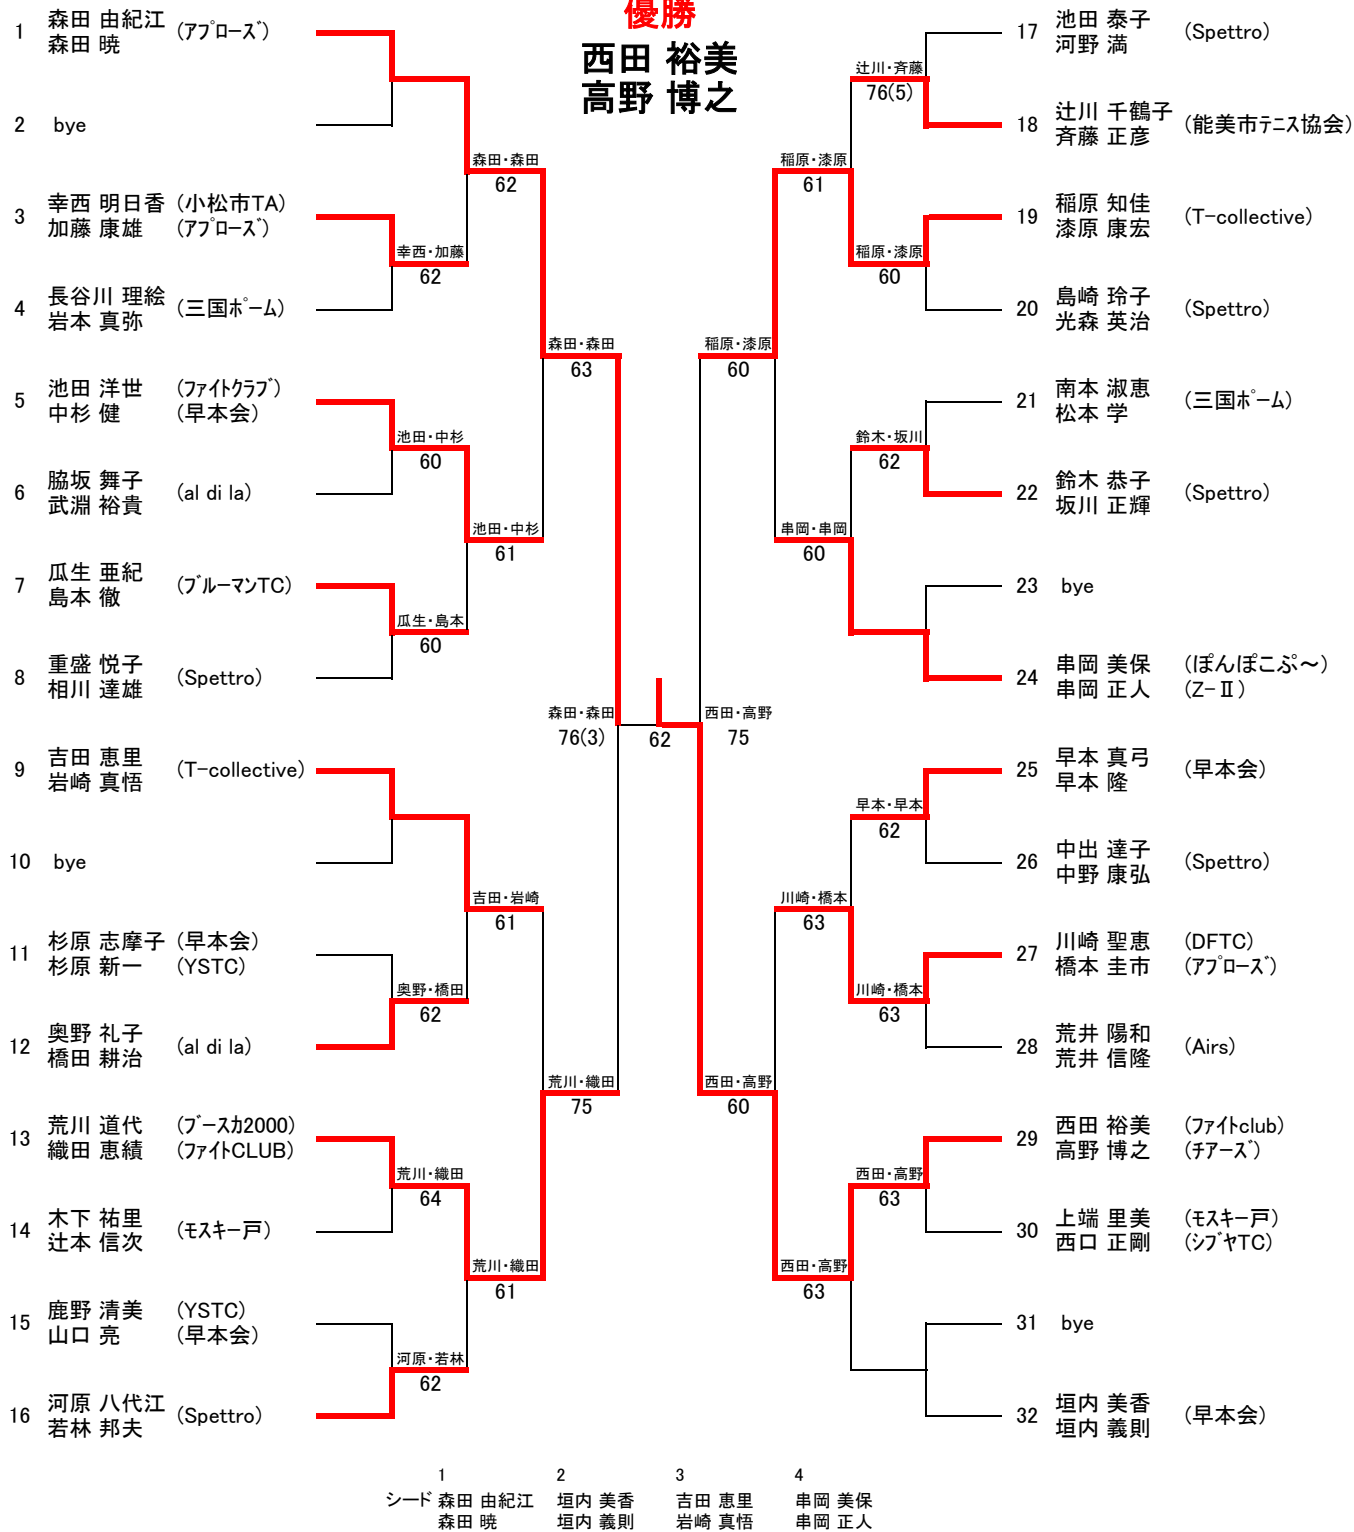 優勝
西田 裕美
高野 博之
1 森田 由紀江 (ｱﾌﾟﾛｰｽﾞ)
森田 暁
2 bye
3 幸西 明日香 (小松市TA)
加藤 康雄 (ｱﾌﾟﾛｰｽﾞ)
4 長谷川 理絵 (三国ﾎﾟｰﾑ)
岩本 真弥
5 池田 洋世 (ﾌｧｲﾄｸﾗﾌﾞ)
中杉 健 (早本会)
6 脇坂 舞子 (al di la)
武淵 裕貴
7 瓜生 亜紀 (ﾌﾞﾙｰﾏﾝTC)
島本 徹
8 重盛 悦子 (Spettro)
相川 達雄
9 吉田 恵里 (T-collective)
岩崎 真悟
10 bye
11 杉原 志摩子 (早本会)
杉原 新一 (YSTC)
12 奥野 礼子 (al di la)
橋田 耕治
13 荒川 道代 (ﾌﾞｰｽｶ2000)
織田 恵績 (ﾌｧｲﾄCLUB)
14 木下 祐里 (ﾓｽｷｰ戸)
辻本 信次
15 鹿野 清美 (YSTC)
山口 亮 (早本会)
16 河原 八代江 (Spettro)
若林 邦夫
幸西・加藤
62
池田・中杉
60
瓜生・島本
60
奥野・橋田
62
荒川・織田
64
河原・若林
62
森田・森田
62
池田・中杉
61
吉田・岩崎
61
荒川・織田
61
森田・森田
63
荒川・織田
75
森田・森田
76(3)
62
西田・高野
75
稲原・漆原
60
西田・高野
60
稲原・漆原
61
串岡・串岡
60
川崎・橋本
63
西田・高野
63
辻川・斉藤
76(5)
稲原・漆原
60
鈴木・坂川
62
早本・早本
62
川崎・橋本
63
西田・高野
63
17 池田 泰子 (Spettro)
河野 満
18 辻川 千鶴子 (能美市ﾃﾆｽ協会)
斉藤 正彦
19 稲原 知佳 (T-collective)
漆原 康宏
20 島崎 玲子 (Spettro)
光森 英治
21 南本 淑恵 (三国ﾎﾟｰﾑ)
松本 学
22 鈴木 恭子 (Spettro)
坂川 正輝
23 bye
24 串岡 美保 (ぽんぽこぷ～)
串岡 正人 (Z-Ⅱ)
25 早本 真弓 (早本会)
早本 隆
26 中出 達子 (Spettro)
中野 康弘
27 川崎 聖恵 (DFTC)
橋本 圭市 (ｱﾌﾟﾛｰｽﾞ)
28 荒井 陽和 (Airs)
荒井 信隆
29 西田 裕美 (ﾌｧｲﾄclub)
高野 博之 (ﾁｱｰｽﾞ)
30 上端 里美 (ﾓｽｷｰ戸)
西口 正剛 (ｼﾌﾞﾔTC)
31 bye
32 垣内 美香 (早本会)
垣内 義則
1 2 3 4
シード 森田 由紀江 垣内 美香 吉田 恵里 串岡 美保
森田 暁 垣内 義則 岩崎 真悟 串岡 正人